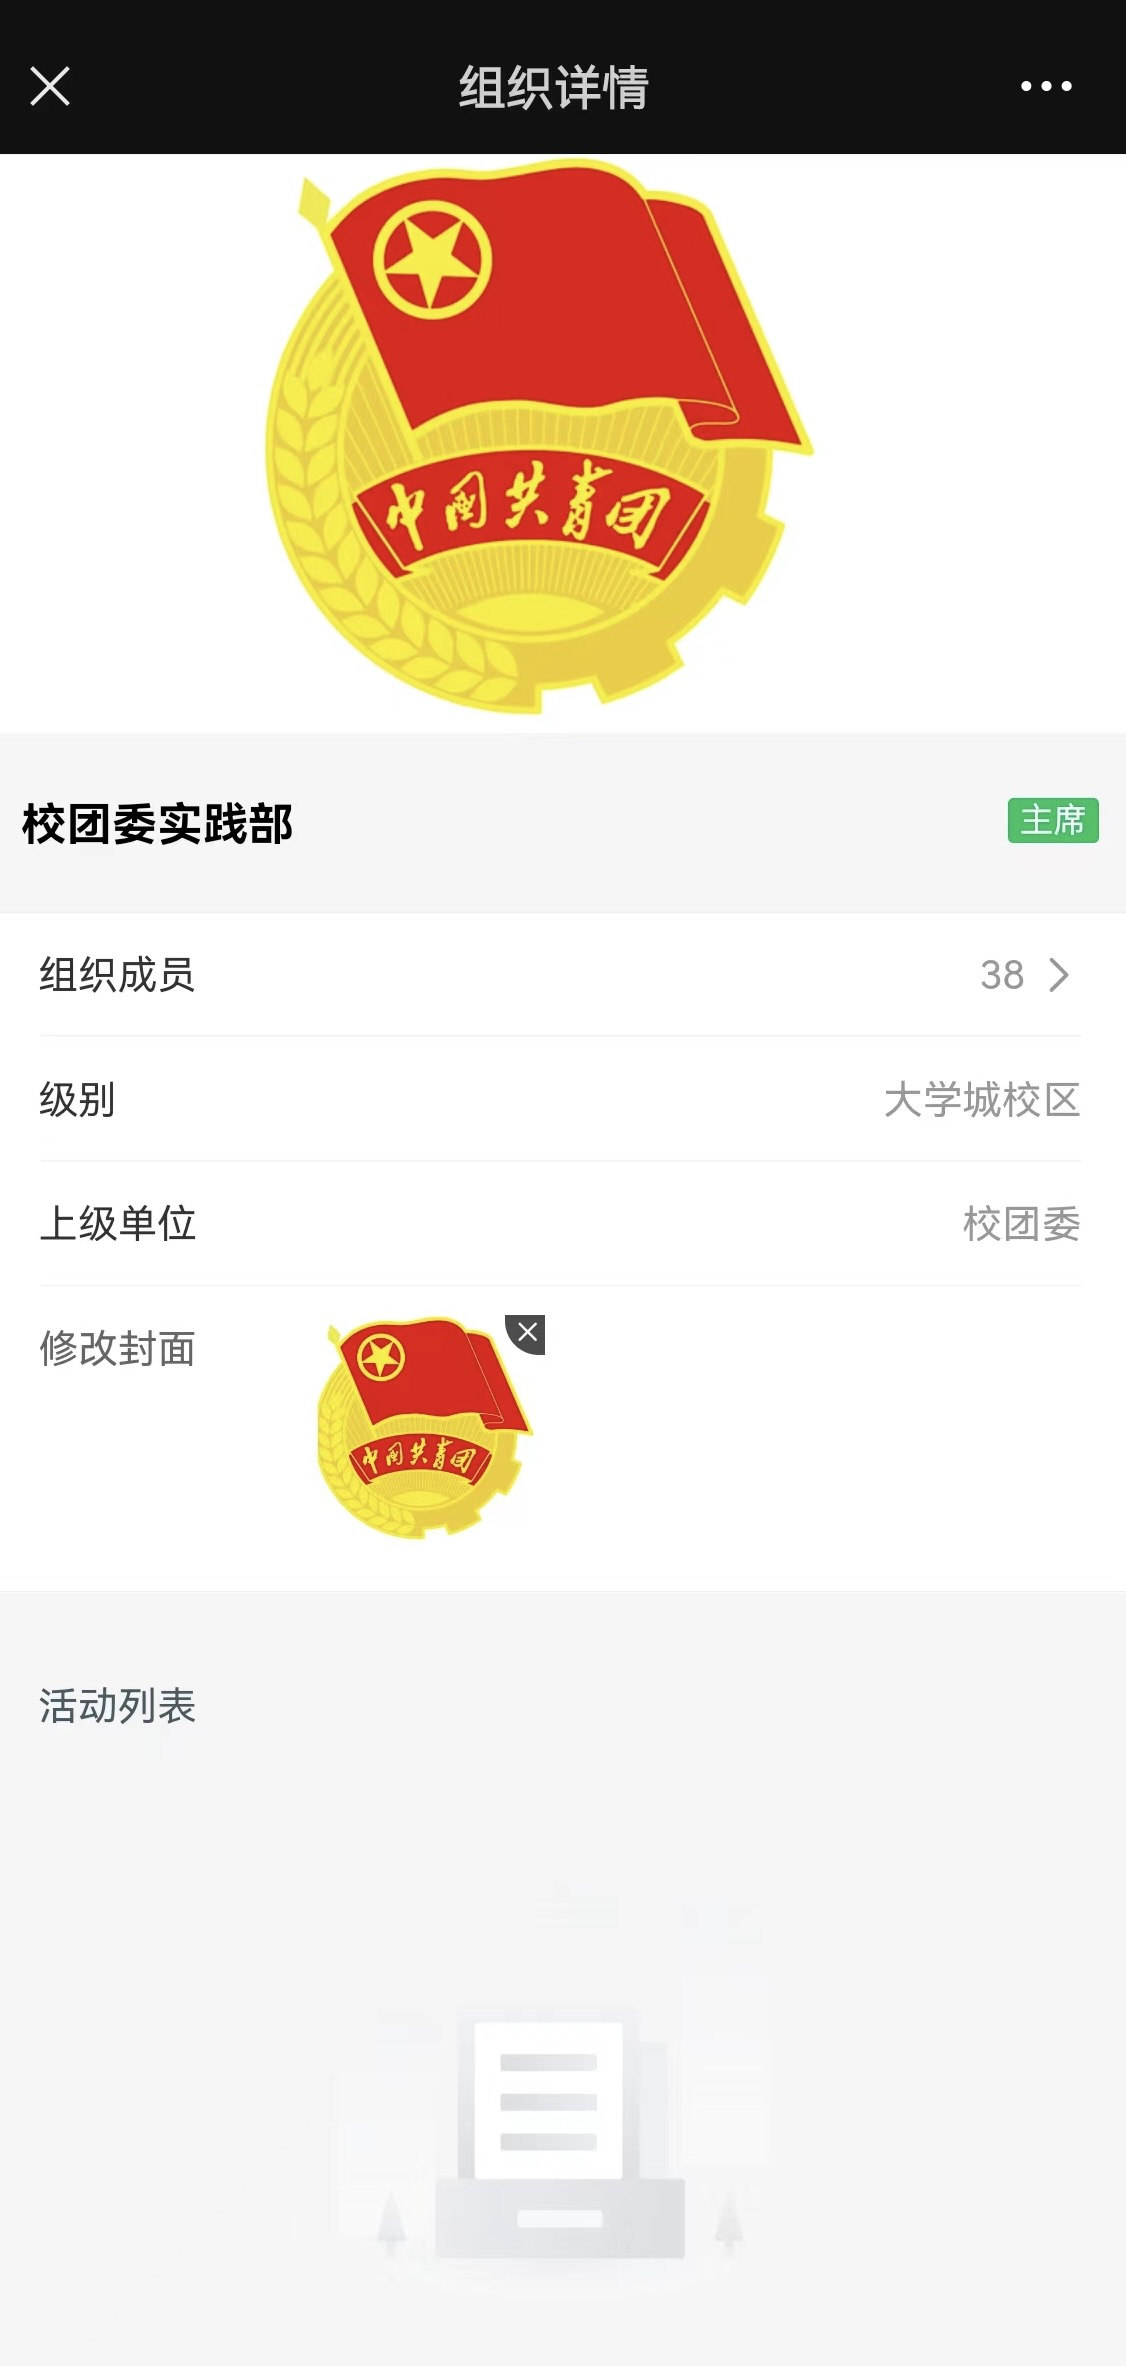 组织详情
中国共青团
校团委实践部
主席
组织成员
38
级别
大学城校区
上级单位
校团委
修改封面
中国共青团
活动列表